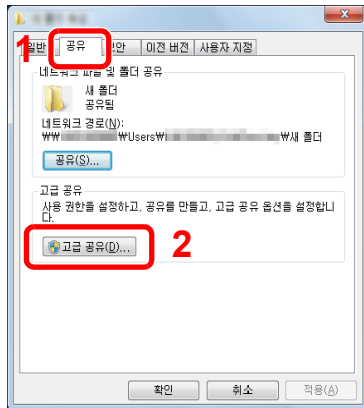 1
일반 공유 보안 이전 버전 사용자 지정
네트워크 파일 및 폴더 공유
새 폴더
공유됨
네트워크 경로(N):
₩₩ ₩Users₩ ₩새 폴더
공유(S)...
고급 공유
사용 권한을 설정하고, 공유를 만들고, 고급 공유 옵션을 설정합니
다.
고급 공유(D)... 2
확인 취소 적용(A)